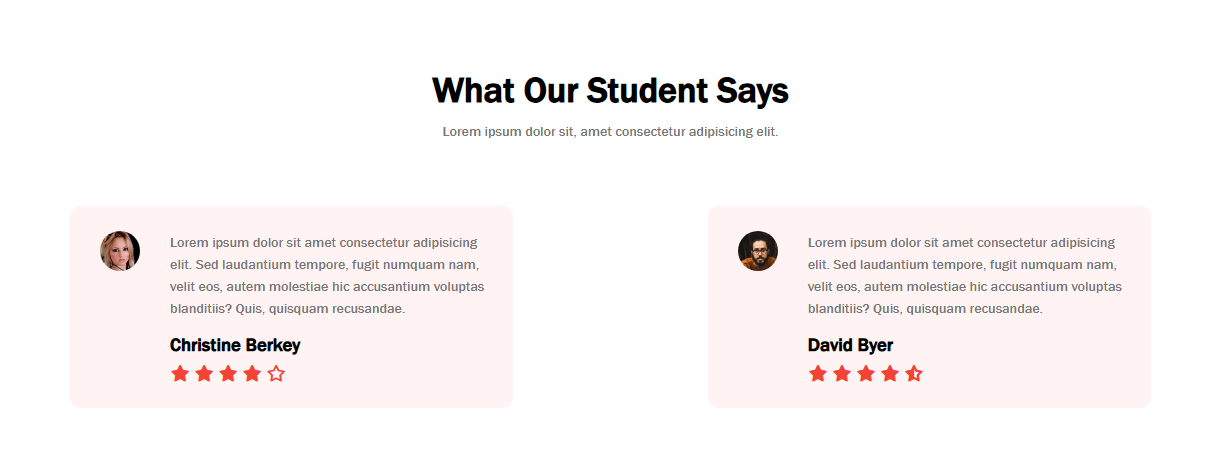 What Our Student Says
Lorem ipsum dolor sit, amet consectetur adipisicing elit.
Lorem ipsum dolor sit amet consectetur adipisicing
elit. Sed laudantium tempore, fugit numquam nam,
velit eos, autem molestiae hic accusantium voluptas
blanditiis? Quis, quisquam recusandae.
Christine Berkey
Lorem ipsum dolor sit amet consectetur adipisicing
elit. Sed laudantium tempore, fugit numquam nam,
velit eos, autem molestiae hic accusantium voluptas
blanditiis? Quis, quisquam recusandae.
David Byer